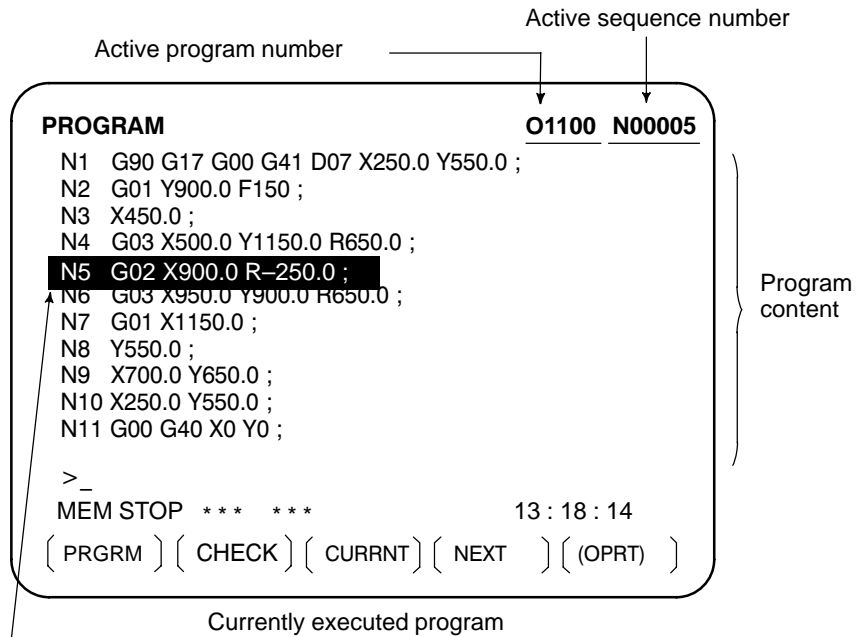 Active sequence number
Active program number
PROGRAM O1100 N00005
N1 G90 G17 G00 G41 D07 X250.0 Y550.0 ;
N2 G01 Y900.0 F150 ;
N3 X450.0 ;
N4 G03 X500.0 Y1150.0 R650.0 ;
N5 G02 X900.0 R–250.0 ;
N6 G03 X950.0 Y900.0 R650.0 ;
N7 G01 X1150.0 ;
N8 Y550.0 ;
N9 X700.0 Y650.0 ;
N10 X250.0 Y550.0 ;
N11 G00 G40 X0 Y0 ;
Program
content
>_
MEM STOP * * * * * * 13 : 18 : 14
[ PRGRM ] [ CHECK ] [ CURRNT ] [ NEXT ] [ (OPRT) ]
Currently executed program